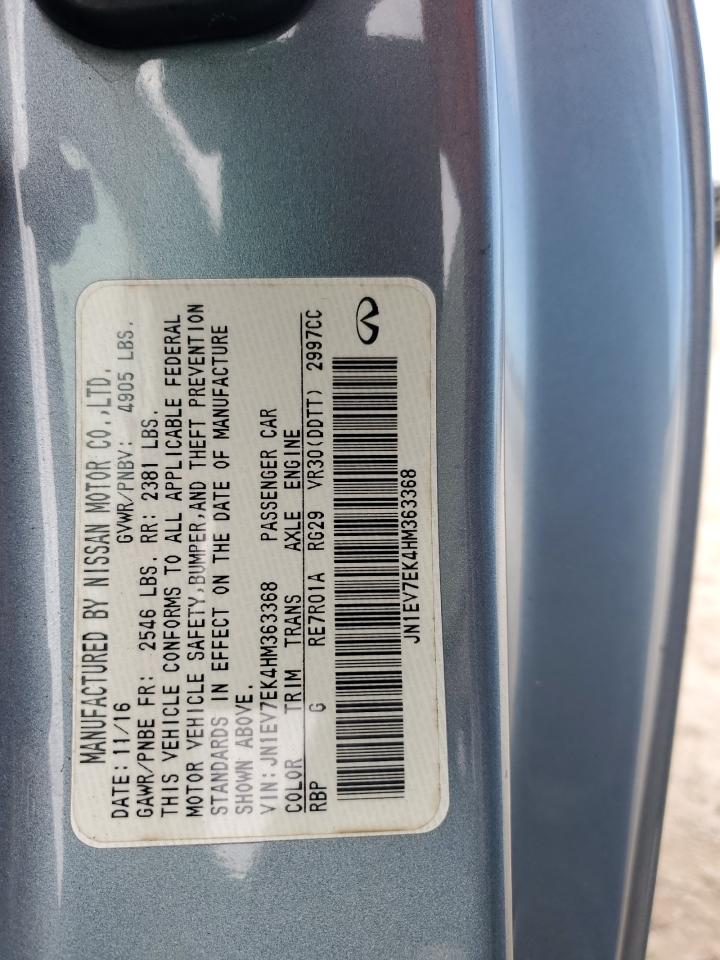 MANUFACTURED BY NISSAN MOTOR CO.,LTD.
DATE: 11/16 GVWR/PNBV: 4905 LBS.
GAWR/PNBE FR: 2546 LBS. RR: 2381 LBS.
THIS VEHICLE CONFORMS TO ALL APPLICABLE FEDERAL
MOTOR VEHICLE SAFETY,BUMPER,AND THEFT PREVENTION
STANDARDS IN EFFECT ON THE DATE OF MANUFACTURE
SHOWN ABOVE.
VIN:JN1EV7EK4HM363368 PASSENGER CAR
COLOR TRIM TRANS AXLE ENGINE
RBP G RE7R01A RG29 VR30(DDTT) 2997CC
JN1EV7EK4HM363368